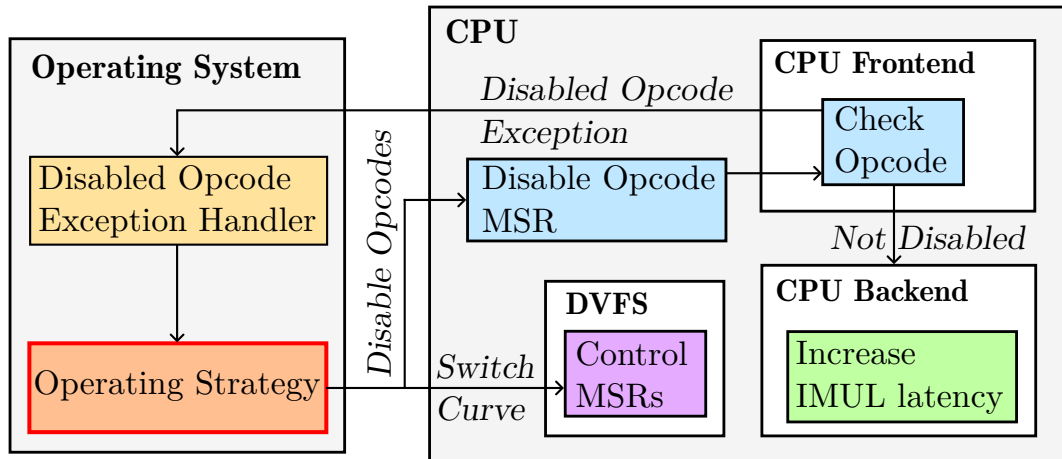 Operating System
Disabled Opcode
Exception Handler
Operating Strategy
Disable Opcodes
CPU
Disabled Opcode
Exception
Disable Opcode
MSR
CPU Frontend
Check
Opcode
Not Disabled
Switch
Curve
DVFS
Control
MSRs
CPU Backend
Increase
IMUL latency